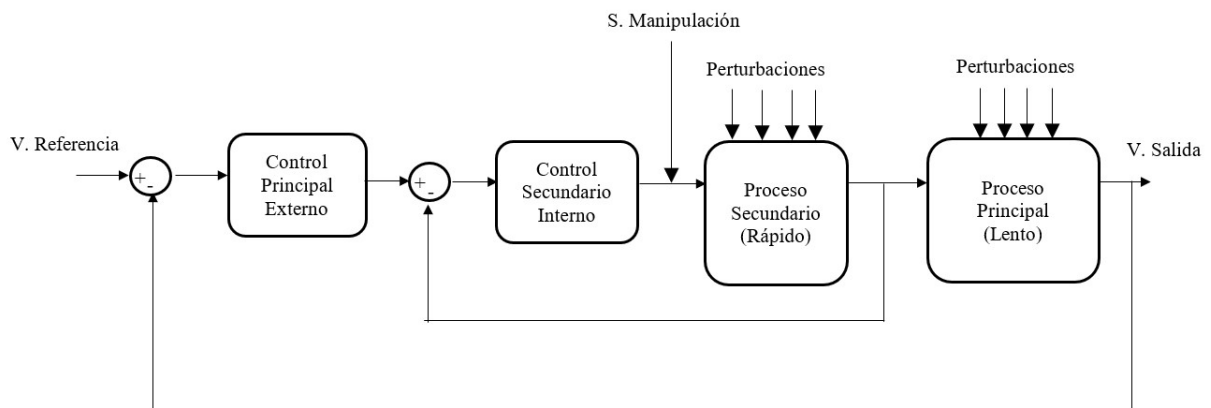 S. Manipulación
Perturbaciones
Perturbaciones
V. Referencia
V. Salida
+
-
Control
Principal
Externo
+
-
Control
Secundario
Interno
Proceso
Secundario
(Rápido)
Proceso
Principal
(Lento)